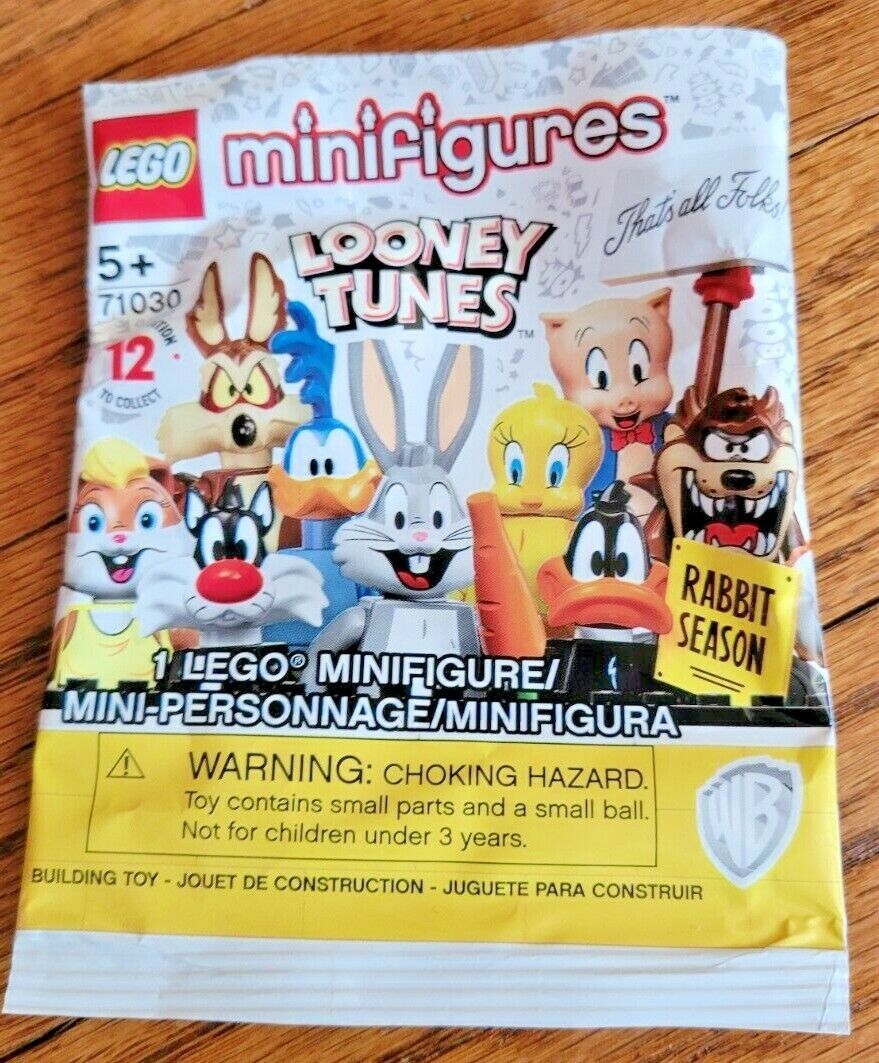 LEGO
minifigures™
LOONEY
TUNES™
That's all Folks!
5+
71030
12
TO COLLECT
RABBIT
SEASON
1 LEGO® MINIFIGURE/
MINI-PERSONNAGE/MINIFIGURA
WARNING: CHOKING HAZARD.
Toy contains small parts and a small ball.
Not for children under 3 years.
WB
BUILDING TOY - JOUET DE CONSTRUCTION - JUGUETE PARA CONSTRUIR